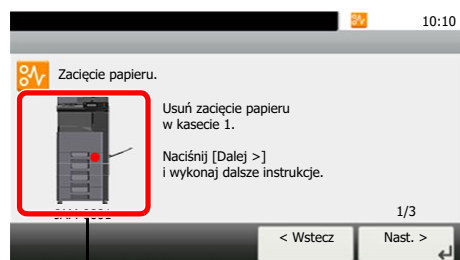 10:10
Zacięcie papieru.
Usuń zacięcie papieru
w kasecie 1.
Naciśnij [Dalej >]
i wykonaj dalsze instrukcje.
1/3
< Wstecz
Nast. >